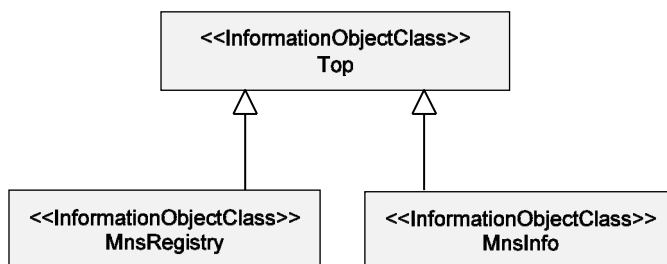 <<InformationObjectClass>>
Top
<<InformationObjectClass>>
MnsRegistry
<<InformationObjectClass>>
MnsInfo